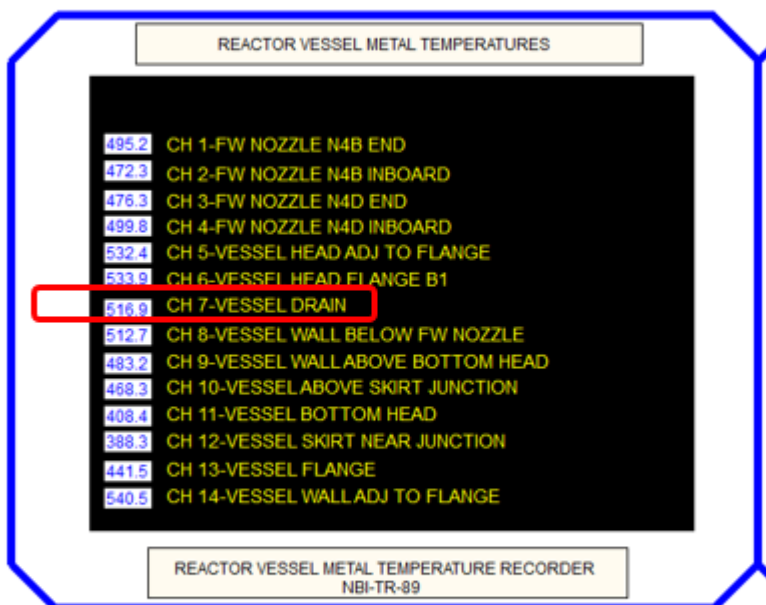 REACTOR VESSEL METAL TEMPERATURES
495.2 CH 1-FW NOZZLE N4B END
472.3 CH 2-FW NOZZLE N4B INBOARD
476.3 CH 3-FW NOZZLE N4D END
499.8 CH 4-FW NOZZLE N4D INBOARD
532.4 CH 5-VESSEL HEAD ADJ TO FLANGE
533.9 CH 6-VESSEL HEAD FLANGE B1
516.9 CH 7-VESSEL DRAIN
512.7 CH 8-VESSEL WALL BELOW FW NOZZLE
483.2 CH 9-VESSEL WALL ABOVE BOTTOM HEAD
468.3 CH 10-VESSEL ABOVE SKIRT JUNCTION
408.4 CH 11-VESSEL BOTTOM HEAD
388.3 CH 12-VESSEL SKIRT NEAR JUNCTION
441.5 CH 13-VESSEL FLANGE
540.5 CH 14-VESSEL WALL ADJ TO FLANGE
REACTOR VESSEL METAL TEMPERATURE RECORDER
NBI-TR-89